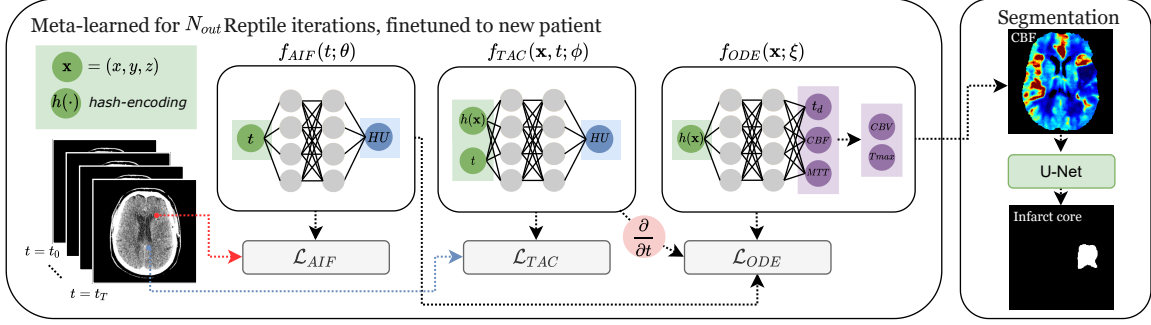 Meta-learned for N_out Reptile iterations, finetuned to new patient
x = (x, y, z)
h(·) hash-encoding
t = t_0
t = t_T
f_AIF(t; θ)
t
HU
L_AIF
f_TAC(x, t; ϕ)
h(x)
t
HU
L_TAC
∂/∂t
f_ODE(x; ξ)
h(x)
t_d
CBF
MTT
CBV
Tmax
L_ODE
Segmentation
CBF
U-Net
Infarct core